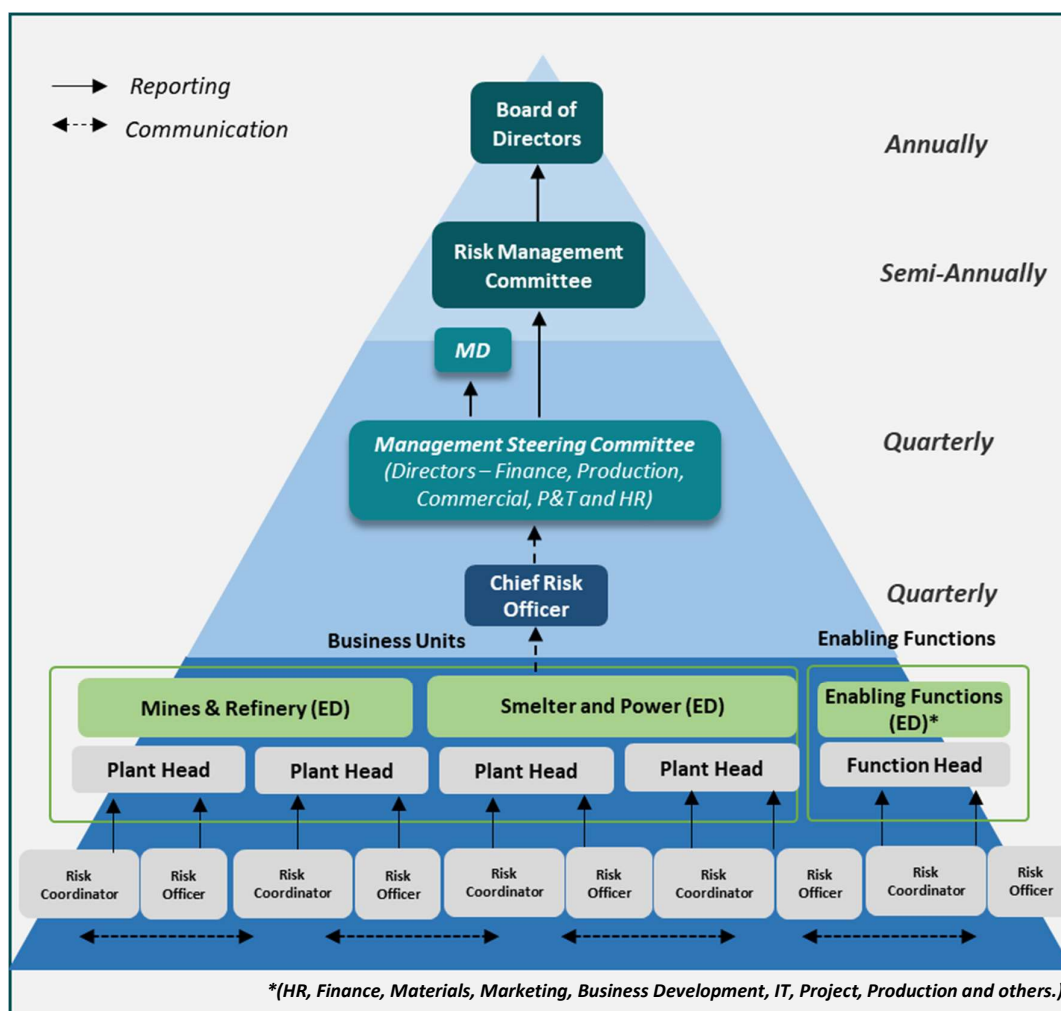 Reporting
Communication
Board of
Directors
Annually
Risk Management
Committee
Semi-Annually
MD
Management Steering Committee
(Directors – Finance, Production,
Commercial, P&T and HR)
Quarterly
Chief Risk
Officer
Quarterly
Business Units
Enabling Functions
Mines & Refinery (ED)
Smelter and Power (ED)
Enabling Functions
(ED)*
Plant Head
Plant Head
Plant Head
Plant Head
Function Head
Risk
Coordinator
Risk
Officer
Risk
Coordinator
Risk
Officer
Risk
Coordinator
Risk
Officer
Risk
Coordinator
Risk
Officer
Risk
Coordinator
Risk
Officer
*(HR, Finance, Materials, Marketing, Business Development, IT, Project, Production and others.)